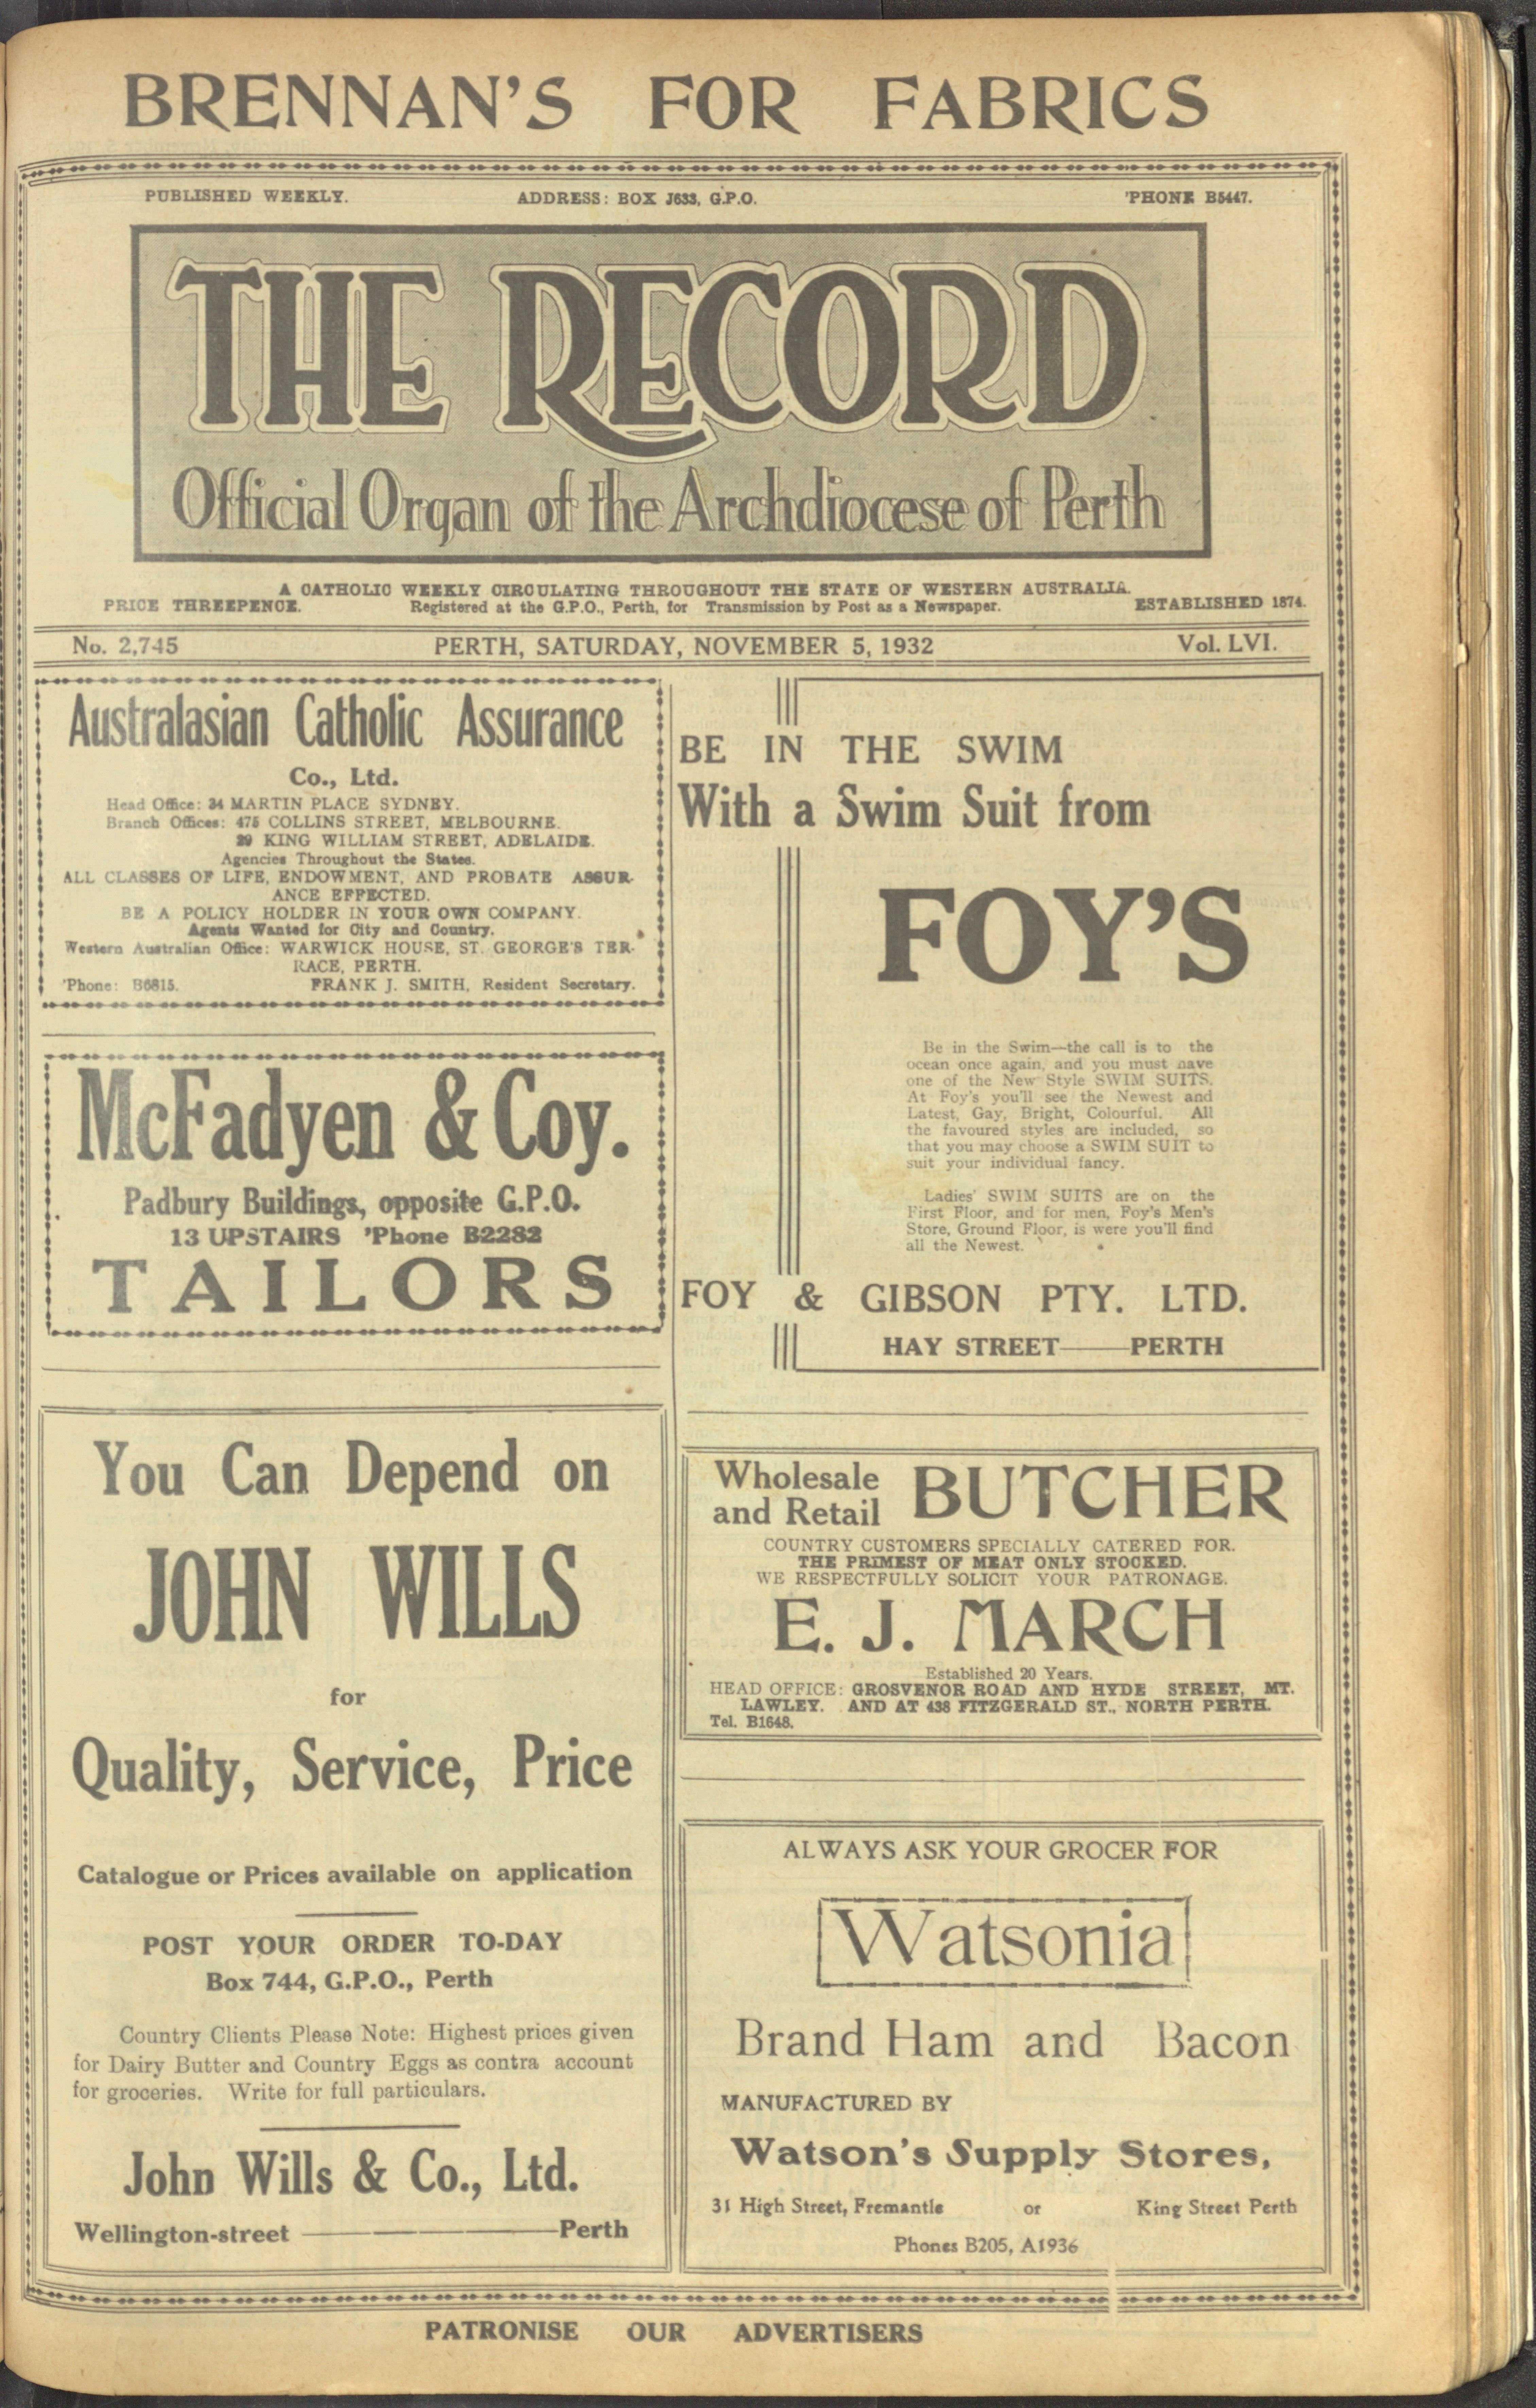 BRENNAN'S FOR FABRICS
PUBLISHED WEEKLY. ADDRESS: BOX J633, G.P.O. 'PHONE B5447.
THE RECORD
Official Organ of the Archdiocese of Perth
A CATHOLIC WEEKLY CIRCULATING THROUGHOUT THE STATE OF WESTERN AUSTRALIA.
PRICE THREEPENCE. Registered at the G.P.O., Perth, for Transmission by Post as a Newspaper. ESTABLISHED 1874.
No. 2,745 PERTH, SATURDAY, NOVEMBER 5, 1932 Vol. LVI.
Australasian Catholic Assurance
Co., Ltd.
Head Office: 34 MARTIN PLACE SYDNEY.
Branch Offices: 475 COLLINS STREET, MELBOURNE.
29 KING WILLIAM STREET, ADELAIDE.
Agencies Throughout the States.
ALL CLASSES OF LIFE, ENDOWMENT, AND PROBATE ASSUR-
ANCE EFFECTED.
BE A POLICY HOLDER IN YOUR OWN COMPANY.
Agents Wanted for City and Country.
Western Australian Office: WARWICK HOUSE, ST. GEORGE'S TER-
RACE, PERTH.
'Phone: B6815. FRANK J. SMITH, Resident Secretary.
McFadyen & Coy.
Padbury Buildings, opposite G.P.O.
13 UPSTAIRS 'Phone B2282
TAILORS
You Can Depend on
JOHN WILLS
for
Quality, Service, Price
Catalogue or Prices available on application
POST YOUR ORDER TO-DAY
Box 744, G.P.O., Perth
Country Clients Please Note: Highest prices given
for Dairy Butter and Country Eggs as contra account
for groceries. Write for full particulars.
John Wills & Co., Ltd.
Wellington-street Perth
BE IN THE SWIM
With a Swim Suit from
FOY'S
Be in the Swim—the call is to the
ocean once again, and you must have
one of the New Style SWIM SUITS.
At Foy's you'll see the Newest and
Latest, Gay, Bright, Colourful. All
the favoured styles are included, so
that you may choose a SWIM SUIT to
suit your individual fancy.
Ladies' SWIM SUITS are on the
First Floor, and for men, Foy's Men's
Store, Ground Floor, is were you'll find
all the Newest.
FOY & GIBSON PTY. LTD.
HAY STREET——PERTH
Wholesale
and Retail BUTCHER
COUNTRY CUSTOMERS SPECIALLY CATERED FOR.
THE PRIMEST OF MEAT ONLY STOCKED.
WE RESPECTFULLY SOLICIT YOUR PATRONAGE.
E. J. MARCH
Established 20 Years.
HEAD OFFICE: GROSVENOR ROAD AND HYDE STREET, MT.
LAWLEY. AND AT 438 FITZGERALD ST., NORTH PERTH.
Tel. B1648.
ALWAYS ASK YOUR GROCER FOR
Watsonia
Brand Ham and Bacon
MANUFACTURED BY
Watson's Supply Stores,
31 High Street, Fremantle or King Street Perth
Phones B205, A1936
PATRONISE OUR ADVERTISERS